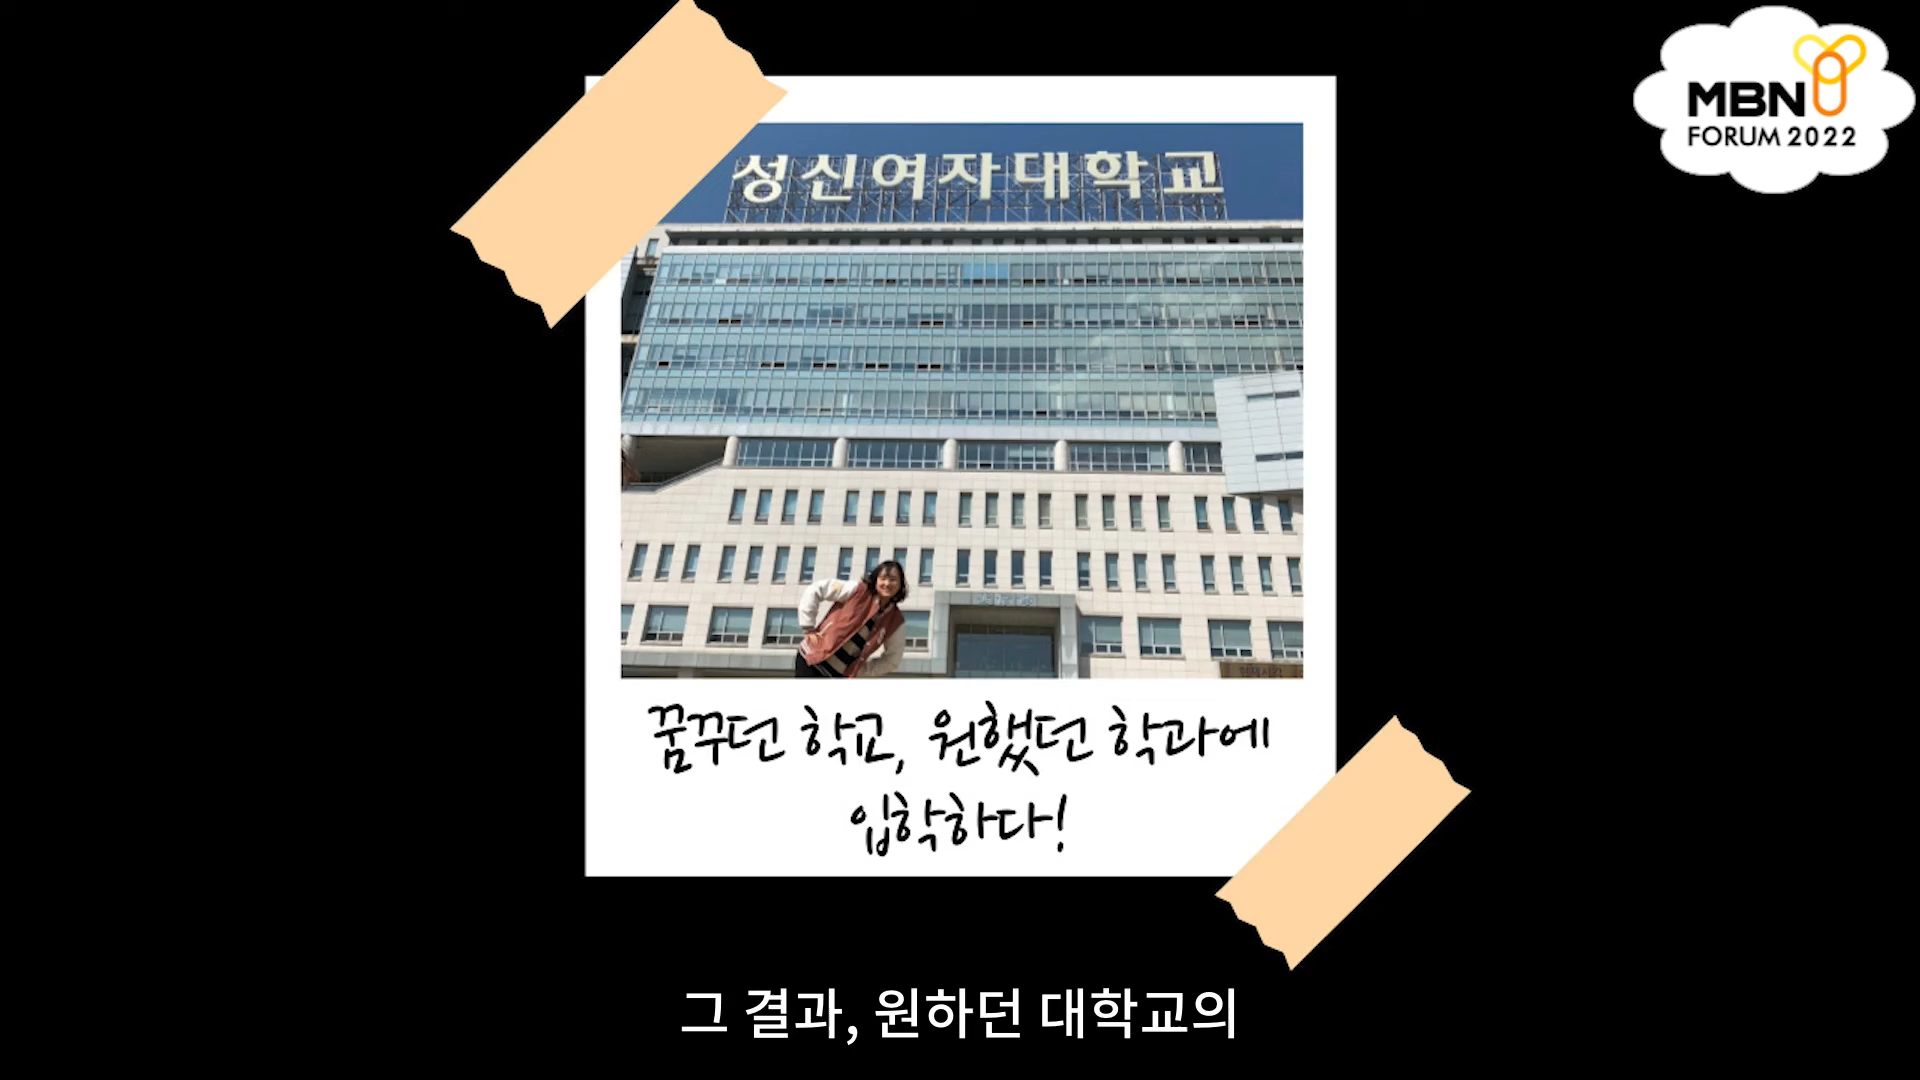 MBN
FORUM 2022
성신여자대학교
꿈꾸던 학교, 원했던 학과에
입학하다!
그 결과, 원하던 대학교의